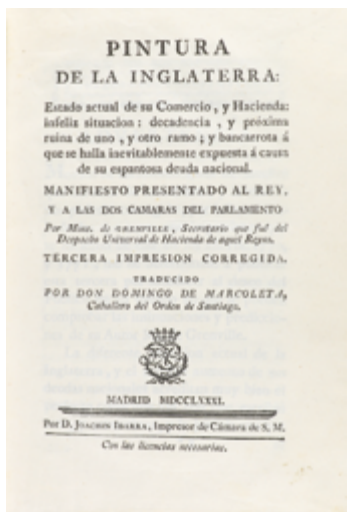 PINTURA
DE LA INGLATERRA:
Estado actual de su Comercio, y Hacienda:
infeliz situacion: decadencia, y próxima
ruina de uno, y otro ramo; y bancarota á
que se halla inevitablemente expuesta á causa
de su espantosa deuda nacional.
MANIFIESTO PRESENTADO AL REY,
Y A LAS DOS CAMARAS DEL PARLAMENTO
Por Mons. de GRENVILLE, Secretario que fué del
Despacho Universal de Hacienda de aquel Reyno.
TERCERA IMPRESION CORREGIDA.
TRADUCIDO
POR DON DOMINGO DE MARCOLETA,
Caballero del Orden de Santiago.
MADRID MDCCLXXXI.
Por D. JOACHIN IBARRA, Impresor de Cámara de S. M.
Con las licencias necesarias.